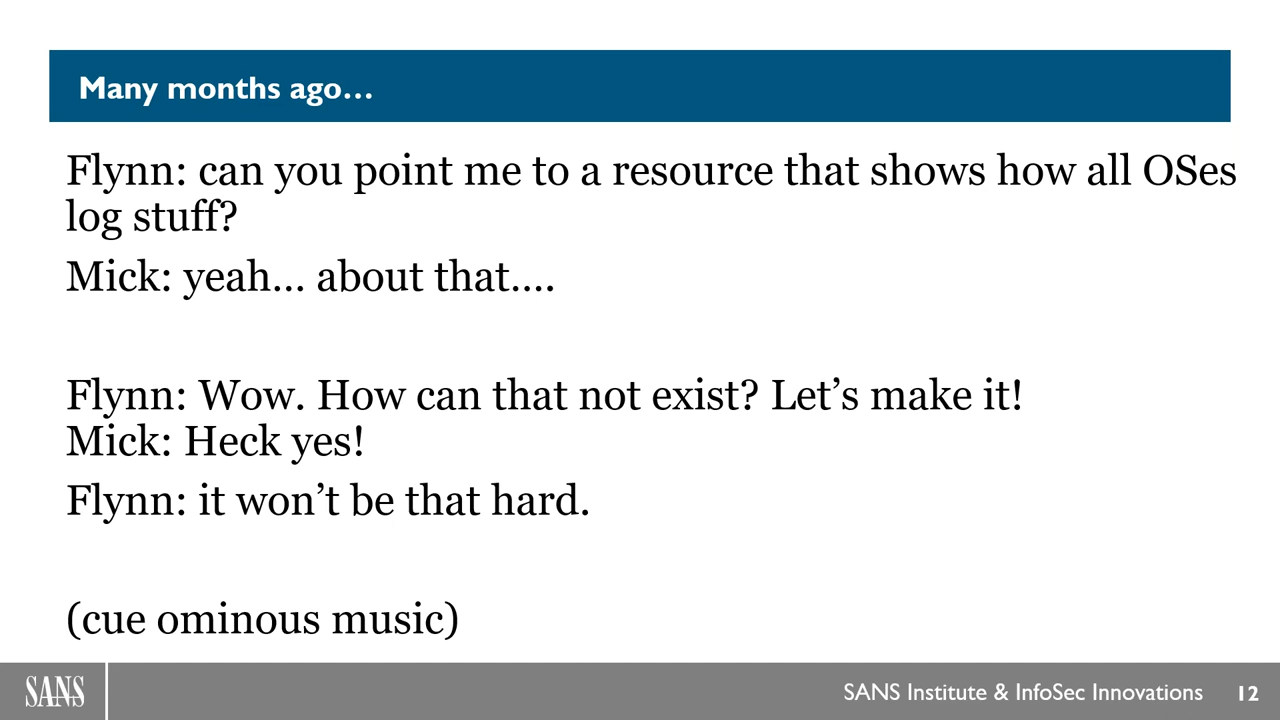 Many months ago…
Flynn: can you point me to a resource that shows how all OSes
log stuff?
Mick: yeah… about that….
Flynn: Wow. How can that not exist? Let’s make it!
Mick: Heck yes!
Flynn: it won’t be that hard.
(cue ominous music)
SANS
SANS Institute & InfoSec Innovations
12